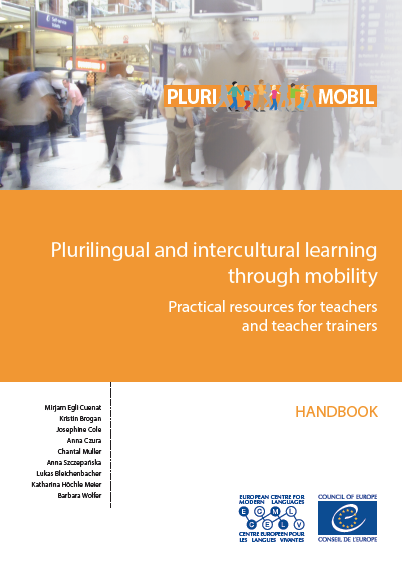 PLURI MOBIL
Plurilingual and intercultural learning
through mobility
Practical resources for teachers
and teacher trainers
Mirjam Egli Cuenat
Kristin Brogan
Josephine Cole
Anna Czura
Chantal Muller
Anna Szczepańska
Lukas Bleichenbacher
Katharina Höchle Meier
Barbara Wolfer
HANDBOOK
EUROPEAN CENTRE FOR
MODERN LANGUAGES
E C M L
C E L V
CENTRE EUROPEEN POUR
LES LANGUES VIVANTES
COUNCIL OF EUROPE
CONSEIL DE L'EUROPE